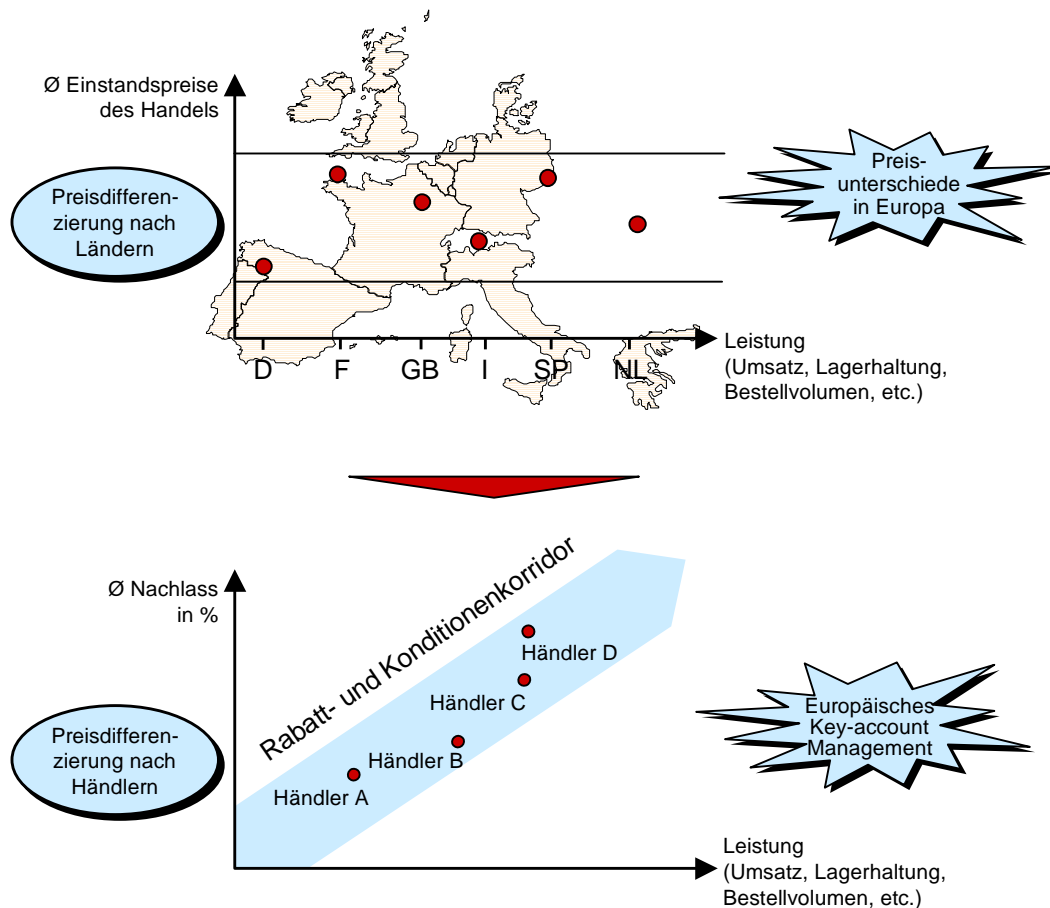 Ø Einstandspreise
des Handels
Preisdifferen-
zierung nach
Ländern
Preis-
unterschiede
in Europa
D F GB I SP NL
Leistung
(Umsatz, Lagerhaltung,
Bestellvolumen, etc.)
Ø Nachlass
in %
Rabatt- und Konditionenkorridor
Händler D
Händler C
Händler B
Händler A
Preisdifferen-
zierung nach
Händlern
Europäisches
Key-account
Management
Leistung
(Umsatz, Lagerhaltung,
Bestellvolumen, etc.)